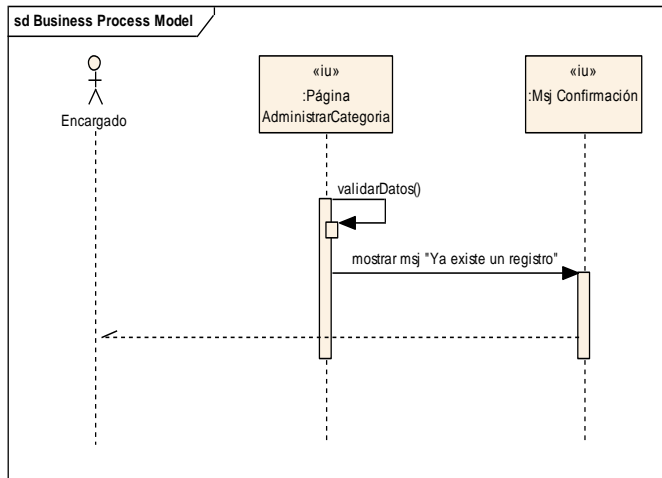 sd Business Process Model
Encargado
«iu»
:Página
AdministrarCategoria
«iu»
:Msj Confirmación
validarDatos()
mostrar msj "Ya existe un registro"